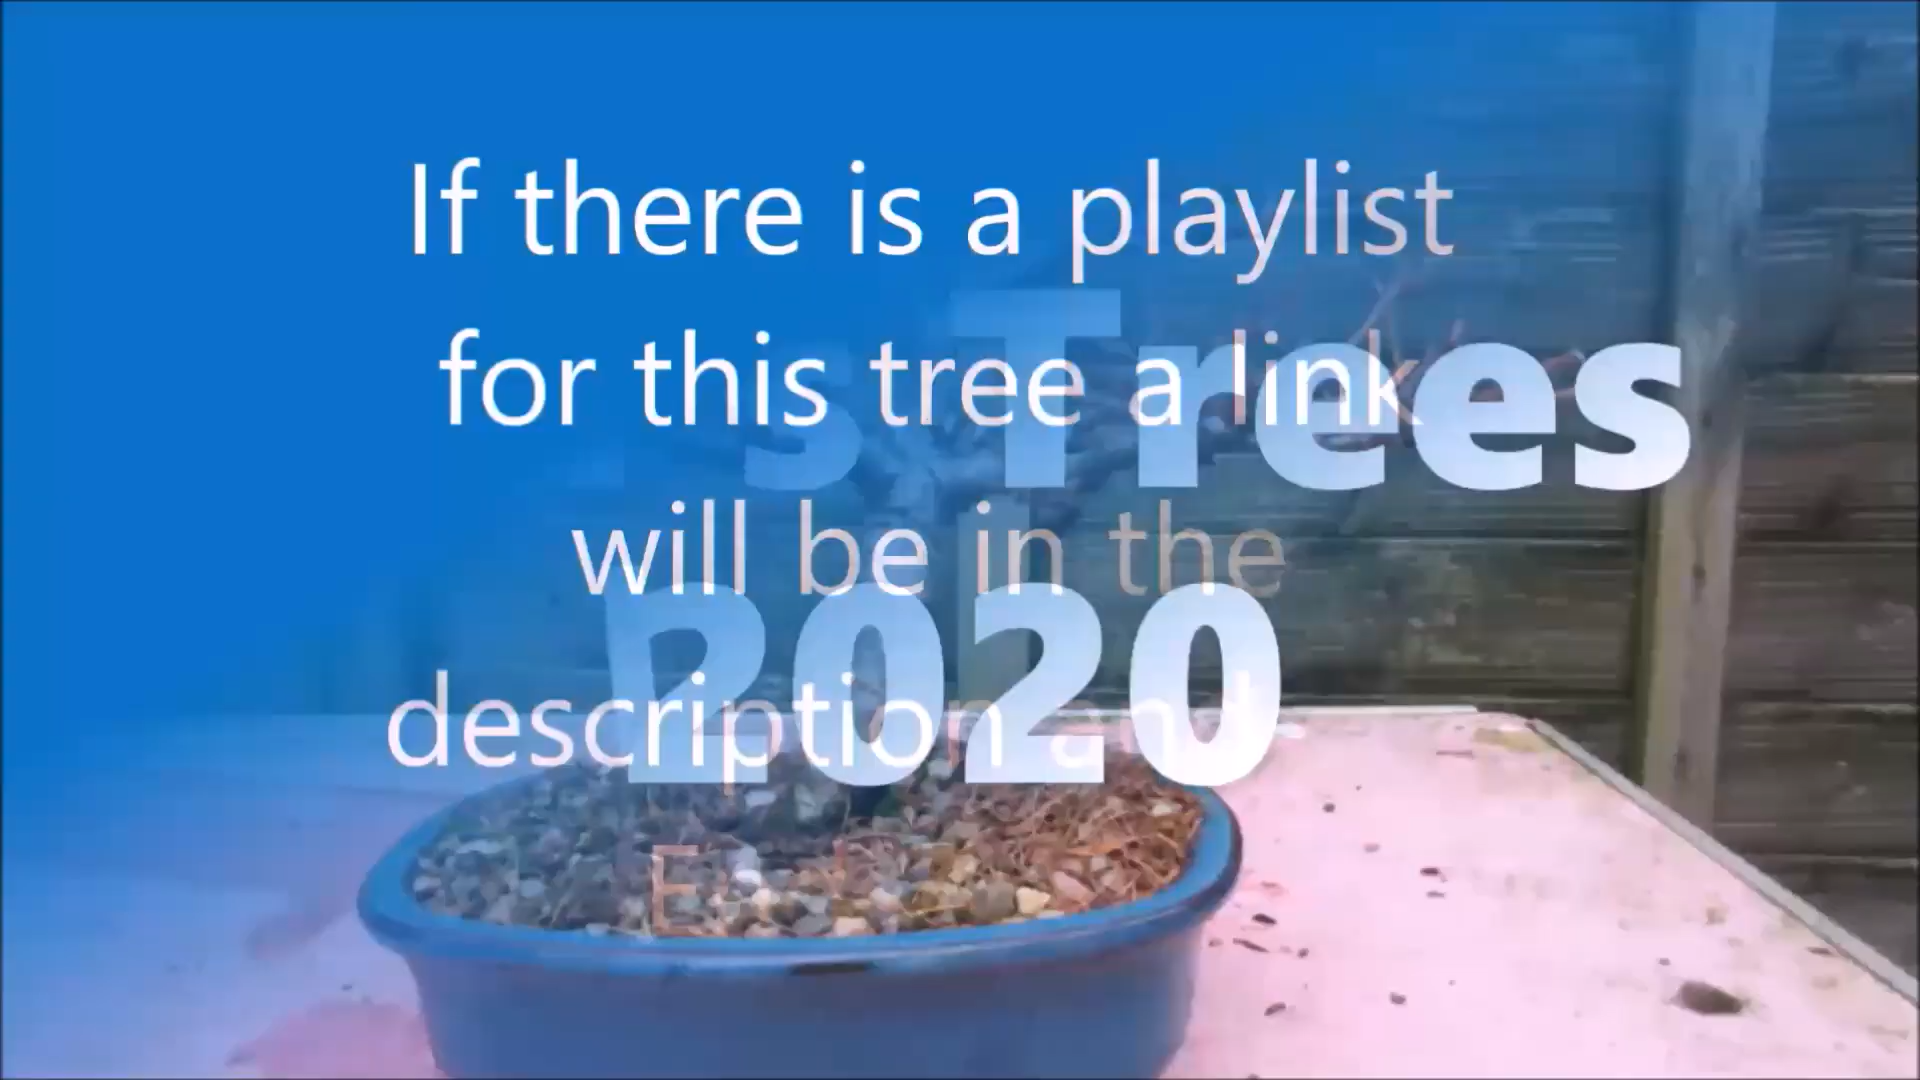 If there is a playlist
for this tree a link
will be in the
description and
's Trees
2020